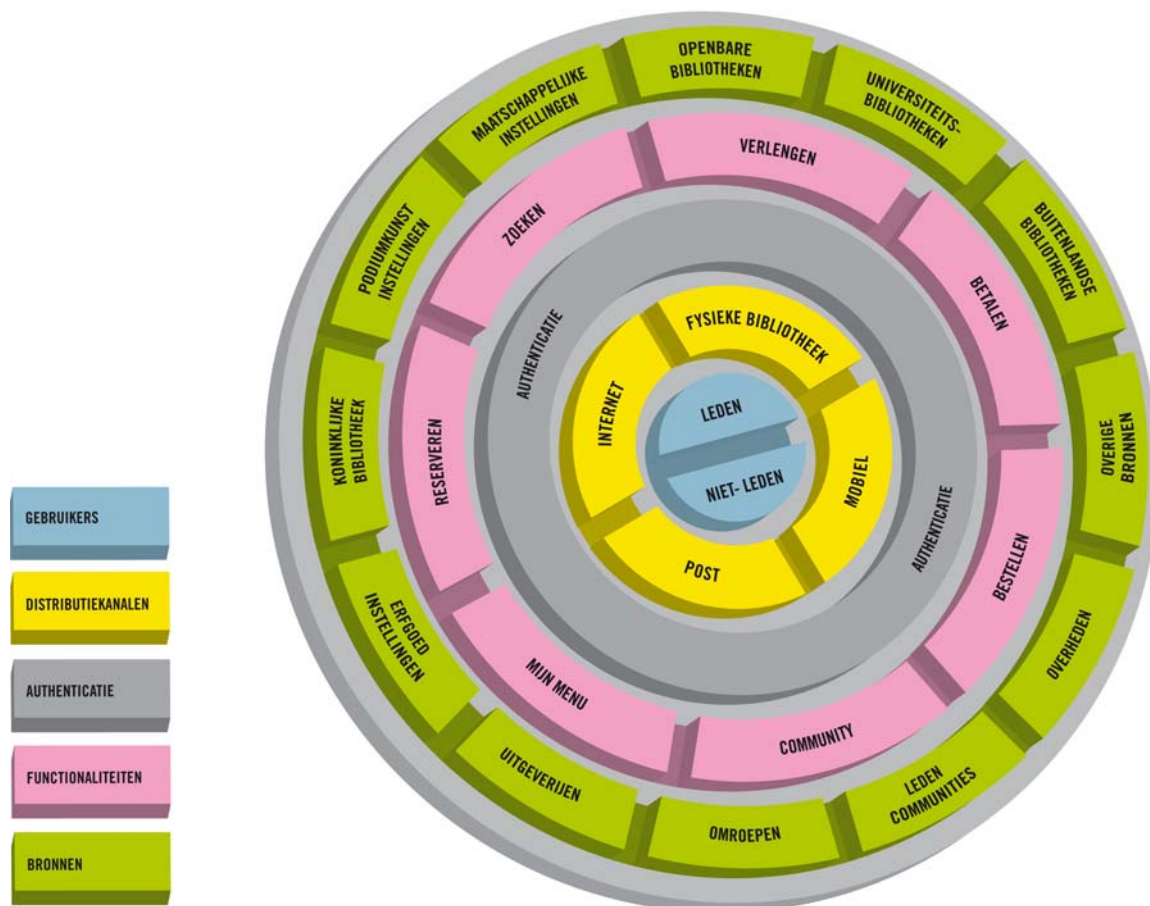 OPENBARE
BIBLIOTHEKEN
UNIVERSITEITS-
BIBLIOTHEKEN
BUITENLANDSE
BIBLIOTHEKEN
OVERIGE
BRONNEN
OVERHEDEN
LEDEN
COMMUNITIES
OMROEPEN
UITGEVERIJEN
ERFGOED
INSTELLINGEN
KONINKLIJKE
BIBLIOTHEEK
PODIUMKUNST
INSTELLINGEN
MAATSCHAPPELIJKE
INSTELLINGEN
VERLENGEN
BETALEN
BESTELLEN
COMMUNITY
MIJN MENU
RESERVEREN
ZOEKEN
AUTHENTICATIE
AUTHENTICATIE
FYSIEKE BIBLIOTHEEK
MOBIEL
POST
INTERNET
LEDEN
NIET- LEDEN
GEBRUIKERS
DISTRIBUTIEKANALEN
AUTHENTICATIE
FUNCTIONALITEITEN
BRONNEN